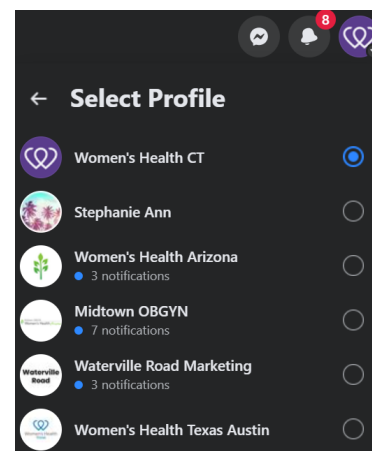 8
← Select Profile
Women's Health CT
Stephanie Ann
Women's Health Arizona
3 notifications
Midtown OBGYN
7 notifications
Waterville Road Marketing
3 notifications
Waterville
Road
Women's Health Texas Austin